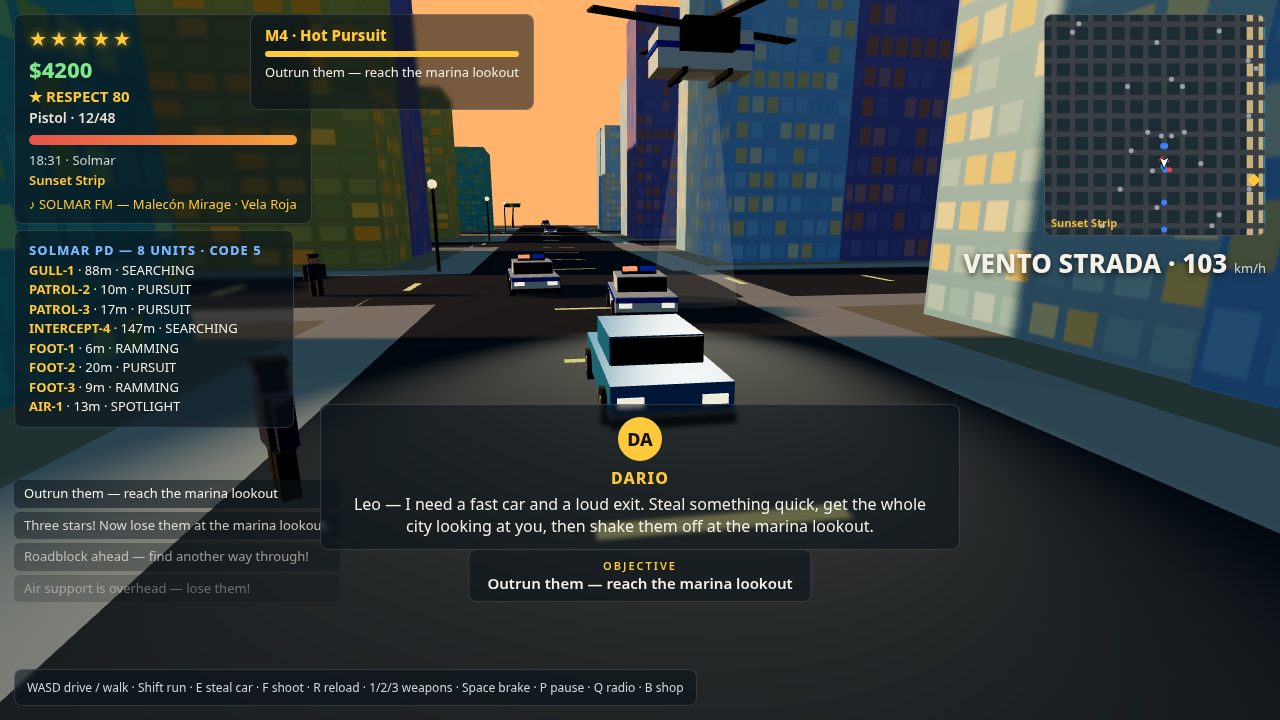 ★ ★ ★ ★ ★
$4200
★ RESPECT 80
Pistol · 12/48
18:31 · Solmar
Sunset Strip
♪ SOLMAR FM — Malecón Mirage · Vela Roja
M4 · Hot Pursuit
Outrun them — reach the marina lookout
Sunset Strip
VENTO STRADA · 103 km/h
SOLMAR PD — 8 UNITS · CODE 5
GULL-1 · 88m · SEARCHING
PATROL-2 · 10m · PURSUIT
PATROL-3 · 17m · PURSUIT
INTERCEPT-4 · 147m · SEARCHING
FOOT-1 · 6m · RAMMING
FOOT-2 · 20m · PURSUIT
FOOT-3 · 9m · RAMMING
AIR-1 · 13m · SPOTLIGHT
Outrun them — reach the marina lookout
Three stars! Now lose them at the marina lookou
Roadblock ahead — find another way through!
Air support is overhead — lose them!
DA
DARIO
Leo — I need a fast car and a loud exit. Steal something quick, get the whole
city looking at you, then shake them off at the marina lookout.
OBJECTIVE
Outrun them — reach the marina lookout
WASD drive / walk · Shift run · E steal car · F shoot · R reload · 1/2/3 weapons · Space brake · P pause · Q radio · B shop